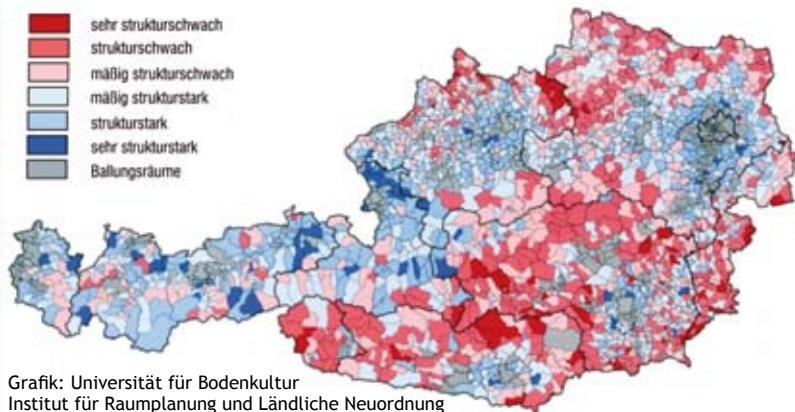 sehr strukturschwach
strukturschwach
mäßig strukturschwach
mäßig strukturstark
strukturstark
sehr strukturstark
Ballungsräume
Grafik: Universität für Bodenkultur
Institut für Raumplanung und Ländliche Neuordnung